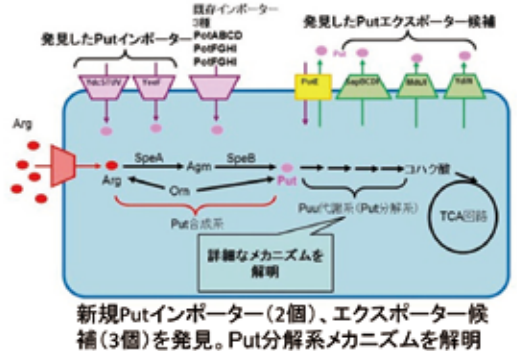 既存インポーター
3種
PotABCD
PotFGHI
PotFGHI
発見したPutインポーター
発見したPutエクスポーター候補
Put
YdcSTUV
YeeF
PotE
SapBCDF
MdtJI
Arg
SpeA
SpeB
Arg
Agm
Put
コハク酸
Orn
Put合成系
Puu代謝系(Put分解系)
TCA回路
詳細なメカニズムを
解明
新規Putインポーター(2個)、エクスポーター候
補(3個)を発見。Put分解系メカニズムを解明